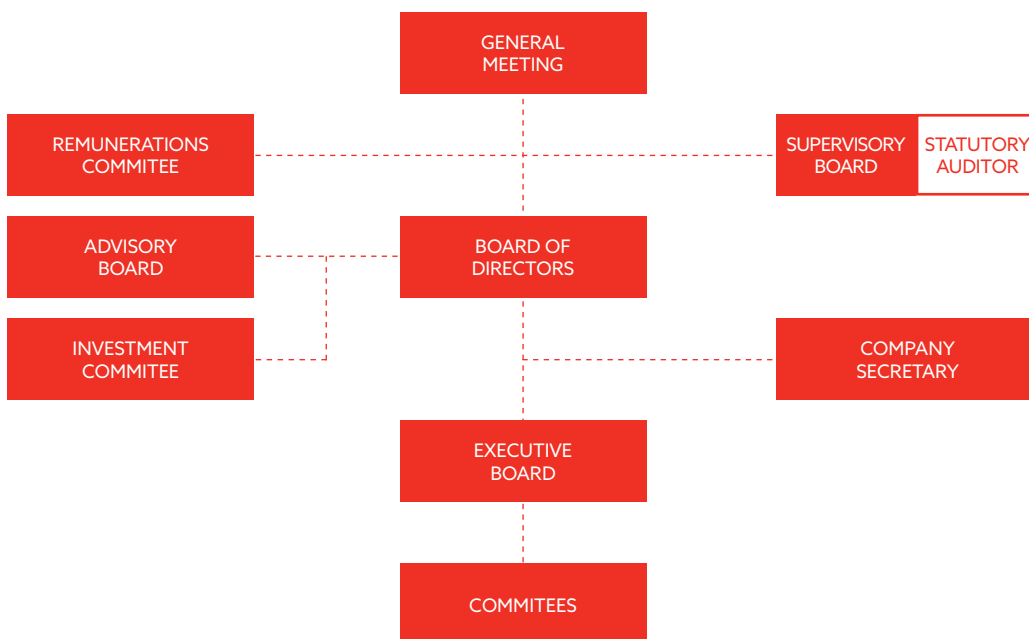 GENERAL
MEETING
REMUNERATIONS
COMMITEE
SUPERVISORY
BOARD
STATUTORY
AUDITOR
ADVISORY
BOARD
BOARD OF
DIRECTORS
INVESTMENT
COMMITEE
COMPANY
SECRETARY
EXECUTIVE
BOARD
COMMITEES